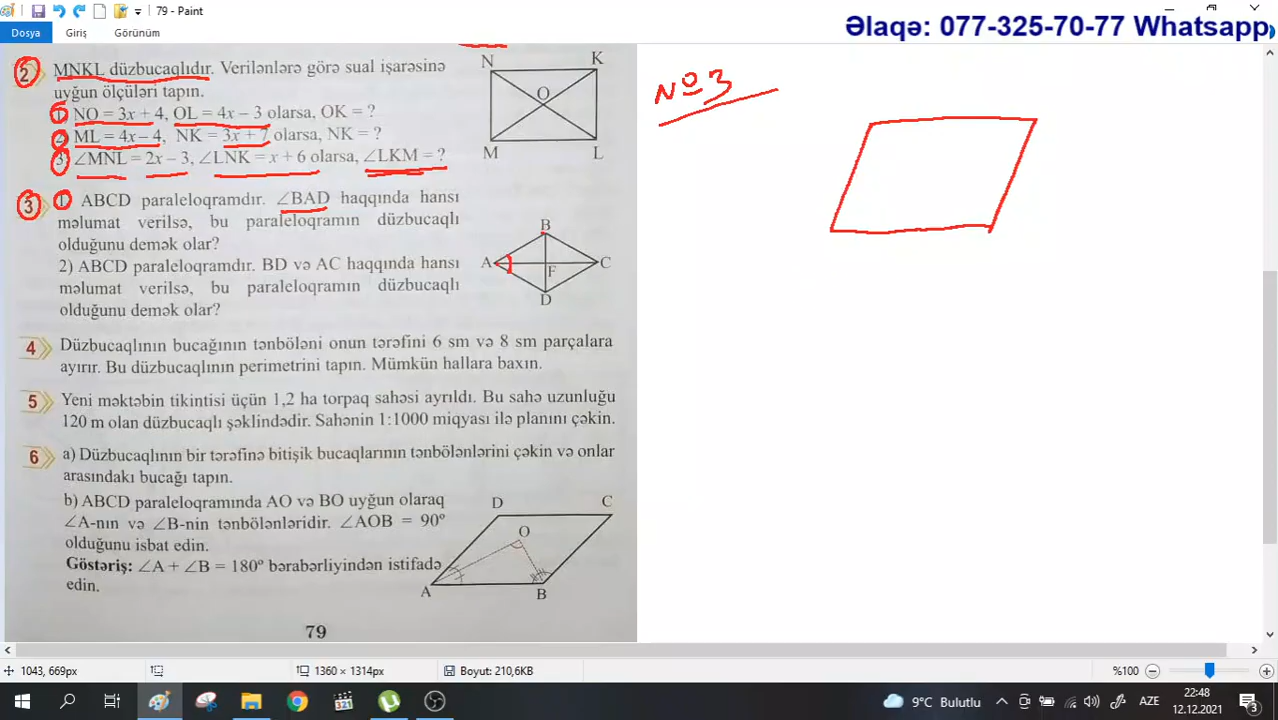 79 - Paint
Əlaqə: 077-325-70-77 Whatsapp
Dosya Giriş Görünüm
2 MNKL düzbucaqlıdır. Verilənlərə görə sual işarəsinə
uyğun ölçüləri tapın.
1. NO = 3x + 4, OL = 4x – 3 olarsa, OK = ?
2. ML = 4x – 4, NK = 3x + 7 olarsa, NK = ?
3. ∠MNL = 2x – 3, ∠LNK = x + 6 olarsa, ∠LKM = ?
N K
O
M L
3 1. ABCD paraleloqramdır. ∠BAD haqqında hansı
məlumat verilsə, bu paraleloqramın düzbucaqlı
olduğunu demək olar?
2) ABCD paraleloqramdır. BD və AC haqqında hansı
məlumat verilsə, bu paraleloqramın düzbucaqlı
olduğunu demək olar?
B
A C
F
D
4 Düzbucaqlının bucağının tənböləni onun tərəfini 6 sm və 8 sm parçalara
ayırır. Bu düzbucaqlının perimetrini tapın. Mümkün hallara baxın.
5 Yeni məktəbin tikintisi üçün 1,2 ha torpaq sahəsi ayrıldı. Bu sahə uzunluğu
120 m olan düzbucaqlı şəklindədir. Sahənin 1:1000 miqyası ilə planını çəkin.
6 a) Düzbucaqlının bir tərəfinə bitişik bucaqlarının tənbölənlərini çəkin və onlar
arasındakı bucağı tapın.
b) ABCD paraleloqramında AO və BO uyğun olaraq
∠A-nın və ∠B-nin tənbölənləridir. ∠AOB = 90°
olduğunu isbat edin.
Göstəriş: ∠A + ∠B = 180° bərabərliyindən istifadə
edin.
D C
O
A B
79
№3
1043, 669px
1360 × 1314px
Boyut: 210,6KB
%100
9°C Bulutlu
AZE
22:48
12.12.2021
3